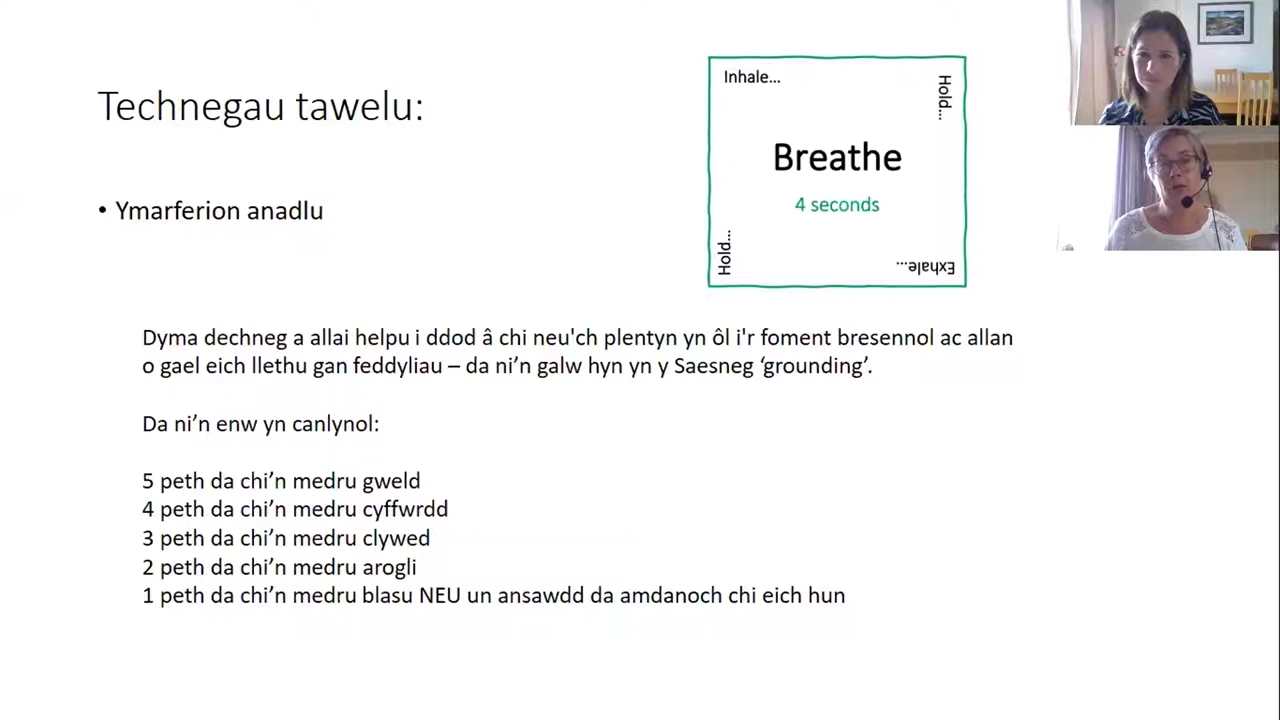 Technegau tawelu:
• Ymarferion anadlu
Inhale...
Hold...
Breathe
4 seconds
Hold...
Exhale...
Dyma dechneg a allai helpu i ddod â chi neu'ch plentyn yn ôl i'r foment bresennol ac allan
o gael eich llethu gan feddyliau – da ni’n galw hyn yn y Saesneg ‘grounding’.
Da ni’n enw yn canlynol:
5 peth da chi’n medru gweld
4 peth da chi’n medru cyffwrdd
3 peth da chi’n medru clywed
2 peth da chi’n medru arogli
1 peth da chi’n medru blasu NEU un ansawdd da amdanoch chi eich hun